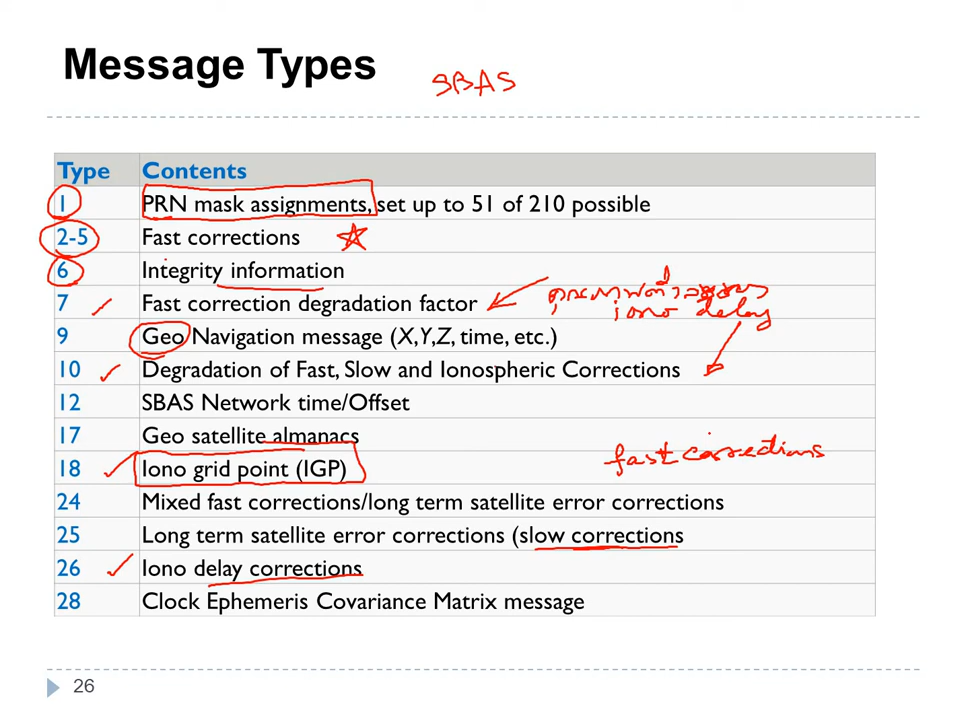 Message Types
SBAS
Type Contents
1 PRN mask assignments, set up to 51 of 210 possible
2-5 Fast corrections
6 Integrity information
7 Fast correction degradation factor
iono delay
9 Geo Navigation message (X,Y,Z, time, etc.)
10 Degradation of Fast, Slow and Ionospheric Corrections
12 SBAS Network time/Offset
17 Geo satellite almanacs
18 Iono grid point (IGP)
fast corrections
24 Mixed fast corrections/long term satellite error corrections
25 Long term satellite error corrections (slow corrections
26 Iono delay corrections
28 Clock Ephemeris Covariance Matrix message
26